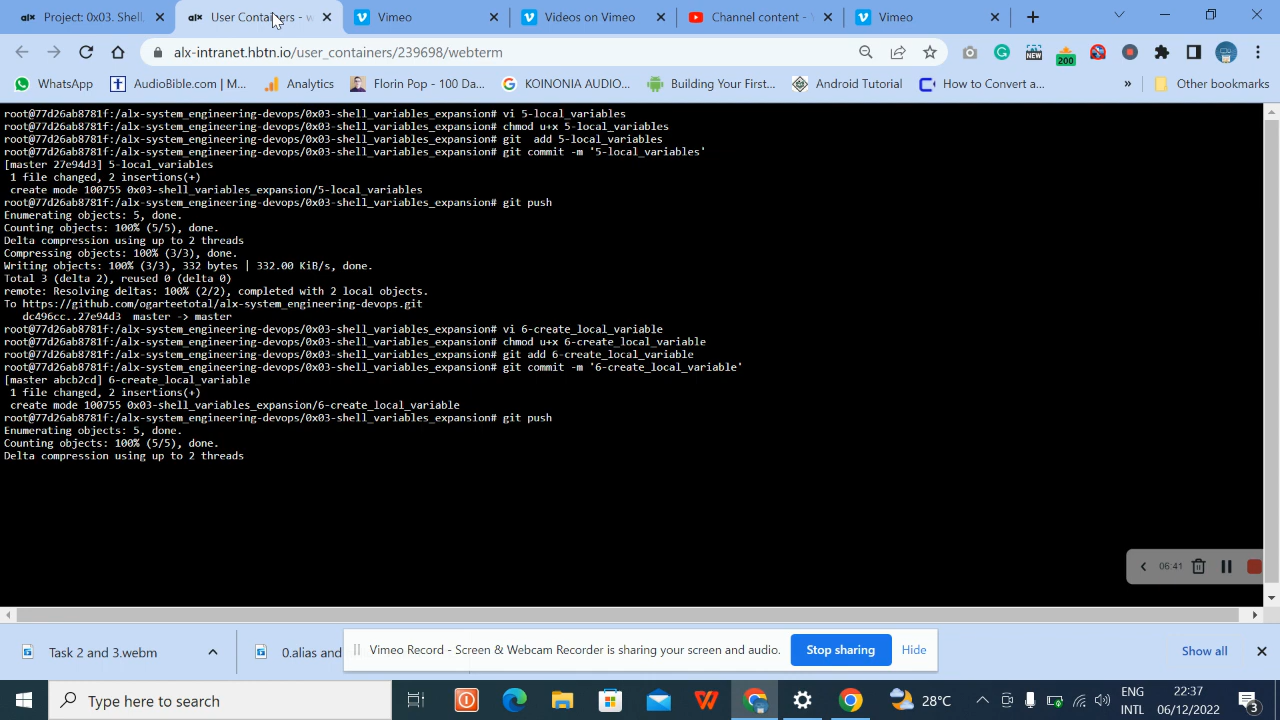 Project: 0x03. Shell
User Containers - w
Vimeo
Videos on Vimeo
Channel content -
Vimeo
alx-intranet.hbtn.io/user_containers/239698/webterm
NEW
200
WhatsApp
AudioBible.com | M...
Analytics
Florin Pop - 100 Da...
KOINONIA AUDIO...
Building Your First...
Android Tutorial
How to Convert a...
»
Other bookmarks
root@77d26ab8781f:/alx-system_engineering-devops/0x03-shell_variables_expansion# vi 5-local_variables
root@77d26ab8781f:/alx-system_engineering-devops/0x03-shell_variables_expansion# chmod u+x 5-local_variables
root@77d26ab8781f:/alx-system_engineering-devops/0x03-shell_variables_expansion# git  add 5-local_variables
root@77d26ab8781f:/alx-system_engineering-devops/0x03-shell_variables_expansion# git commit -m '5-local_variables'
[master 27e94d3] 5-local_variables
1 file changed, 2 insertions(+)
create mode 100755 0x03-shell_variables_expansion/5-local_variables
root@77d26ab8781f:/alx-system_engineering-devops/0x03-shell_variables_expansion# git push
Enumerating objects: 5, done.
Counting objects: 100% (5/5), done.
Delta compression using up to 2 threads
Compressing objects: 100% (3/3), done.
Writing objects: 100% (3/3), 332 bytes | 332.00 KiB/s, done.
Total 3 (delta 2), reused 0 (delta 0)
remote: Resolving deltas: 100% (2/2), completed with 2 local objects.
To https://github.com/ogarteetotal/alx-system_engineering-devops.git
dc496cc..27e94d3  master -> master
root@77d26ab8781f:/alx-system_engineering-devops/0x03-shell_variables_expansion# vi 6-create_local_variable
root@77d26ab8781f:/alx-system_engineering-devops/0x03-shell_variables_expansion# chmod u+x 6-create_local_variable
root@77d26ab8781f:/alx-system_engineering-devops/0x03-shell_variables_expansion# git add 6-create_local_variable
root@77d26ab8781f:/alx-system_engineering-devops/0x03-shell_variables_expansion# git commit -m '6-create_local_variable'
[master abcb2cd] 6-create_local_variable
1 file changed, 2 insertions(+)
create mode 100755 0x03-shell_variables_expansion/6-create_local_variable
root@77d26ab8781f:/alx-system_engineering-devops/0x03-shell_variables_expansion# git push
Enumerating objects: 5, done.
Counting objects: 100% (5/5), done.
Delta compression using up to 2 threads
06:41
Task 2 and 3.webm
0.alias and
Vimeo Record - Screen & Webcam Recorder is sharing your screen and audio.
Stop sharing
Hide
Show all
Type here to search
28°C
ENG
INTL
22:37
06/12/2022
3